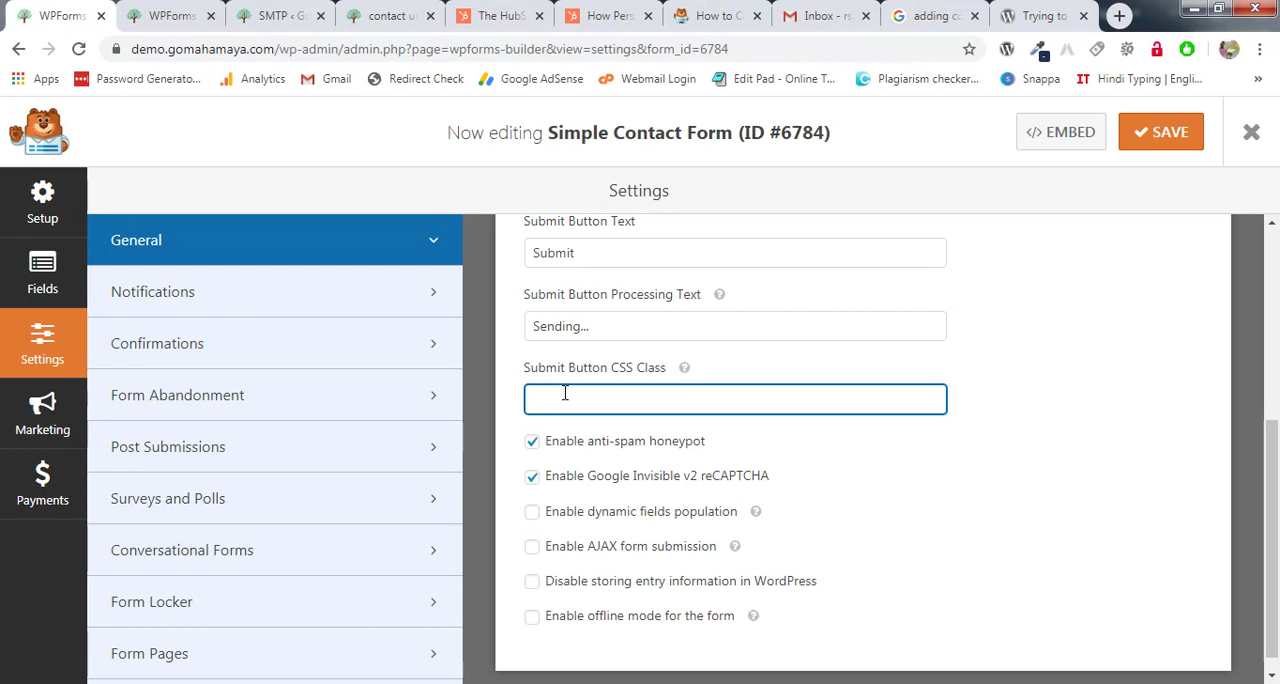 WPForms
WPForms
SMTP ‹ G
contact us
The HubS
How Pers
How to C
Inbox - rs
adding cc
Trying to
demo.gomahamaya.com/wp-admin/admin.php?page=wpforms-builder&view=settings&form_id=6784
Apps
Password Generato...
Analytics
Gmail
Redirect Check
Google AdSense
Webmail Login
Edit Pad - Online T...
Plagiarism checker...
Snappa
IT Hindi Typing | Engli...
»
Now editing Simple Contact Form (ID #6784)
</> EMBED
SAVE
Settings
Setup
Fields
Settings
Marketing
$
Payments
General
Notifications
Confirmations
Form Abandonment
Post Submissions
Surveys and Polls
Conversational Forms
Form Locker
Form Pages
Submit Button Text
Submit
Submit Button Processing Text ?
Sending...
Submit Button CSS Class ?
Enable anti-spam honeypot
Enable Google Invisible v2 reCAPTCHA
Enable dynamic fields population ?
Enable AJAX form submission ?
Disable storing entry information in WordPress
Enable offline mode for the form ?